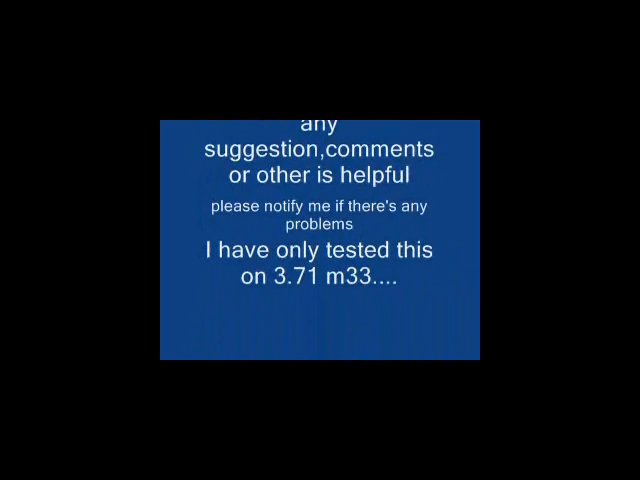 any
suggestion,comments
or other is helpful
please notify me if there's any
problems
I have only tested this
on 3.71 m33....